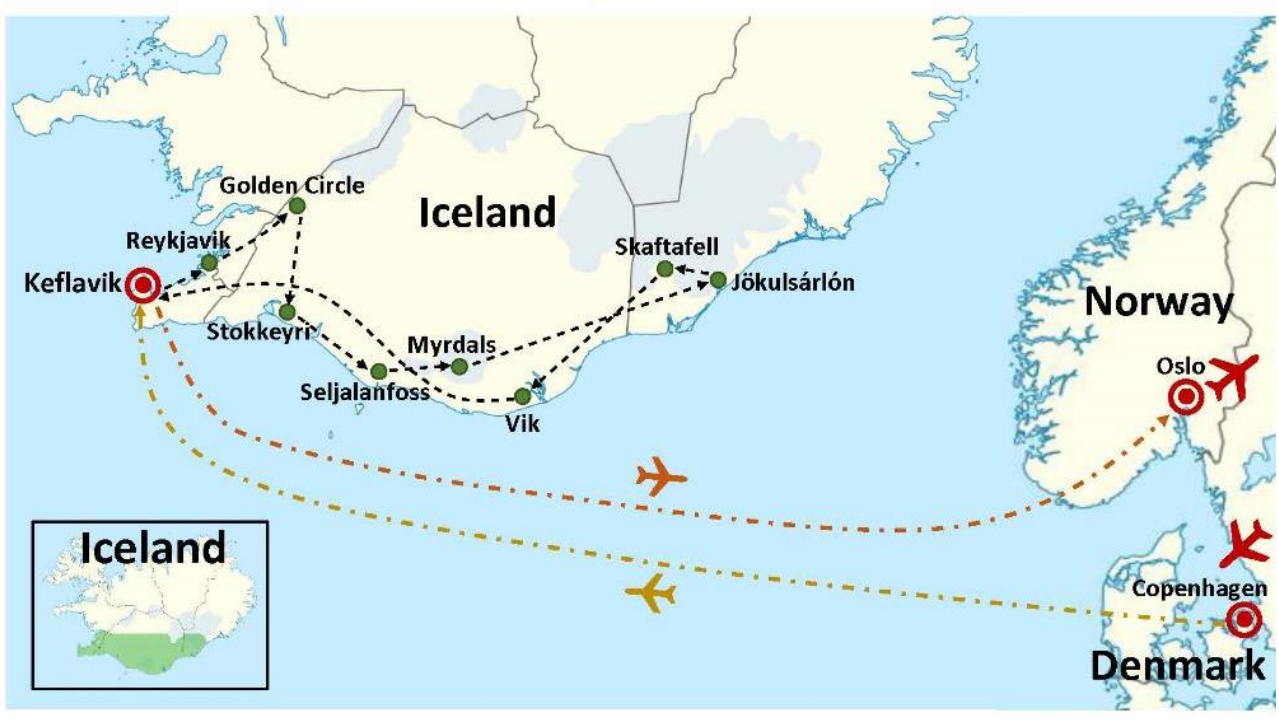 Golden Circle
Iceland
Reykjavik
Skaftafell
Keflavik
Jökulsárlón
Norway
Stokkeyri
Myrdals
Oslo
Seljalanfoss
Vik
Iceland
Copenhagen
Denmark